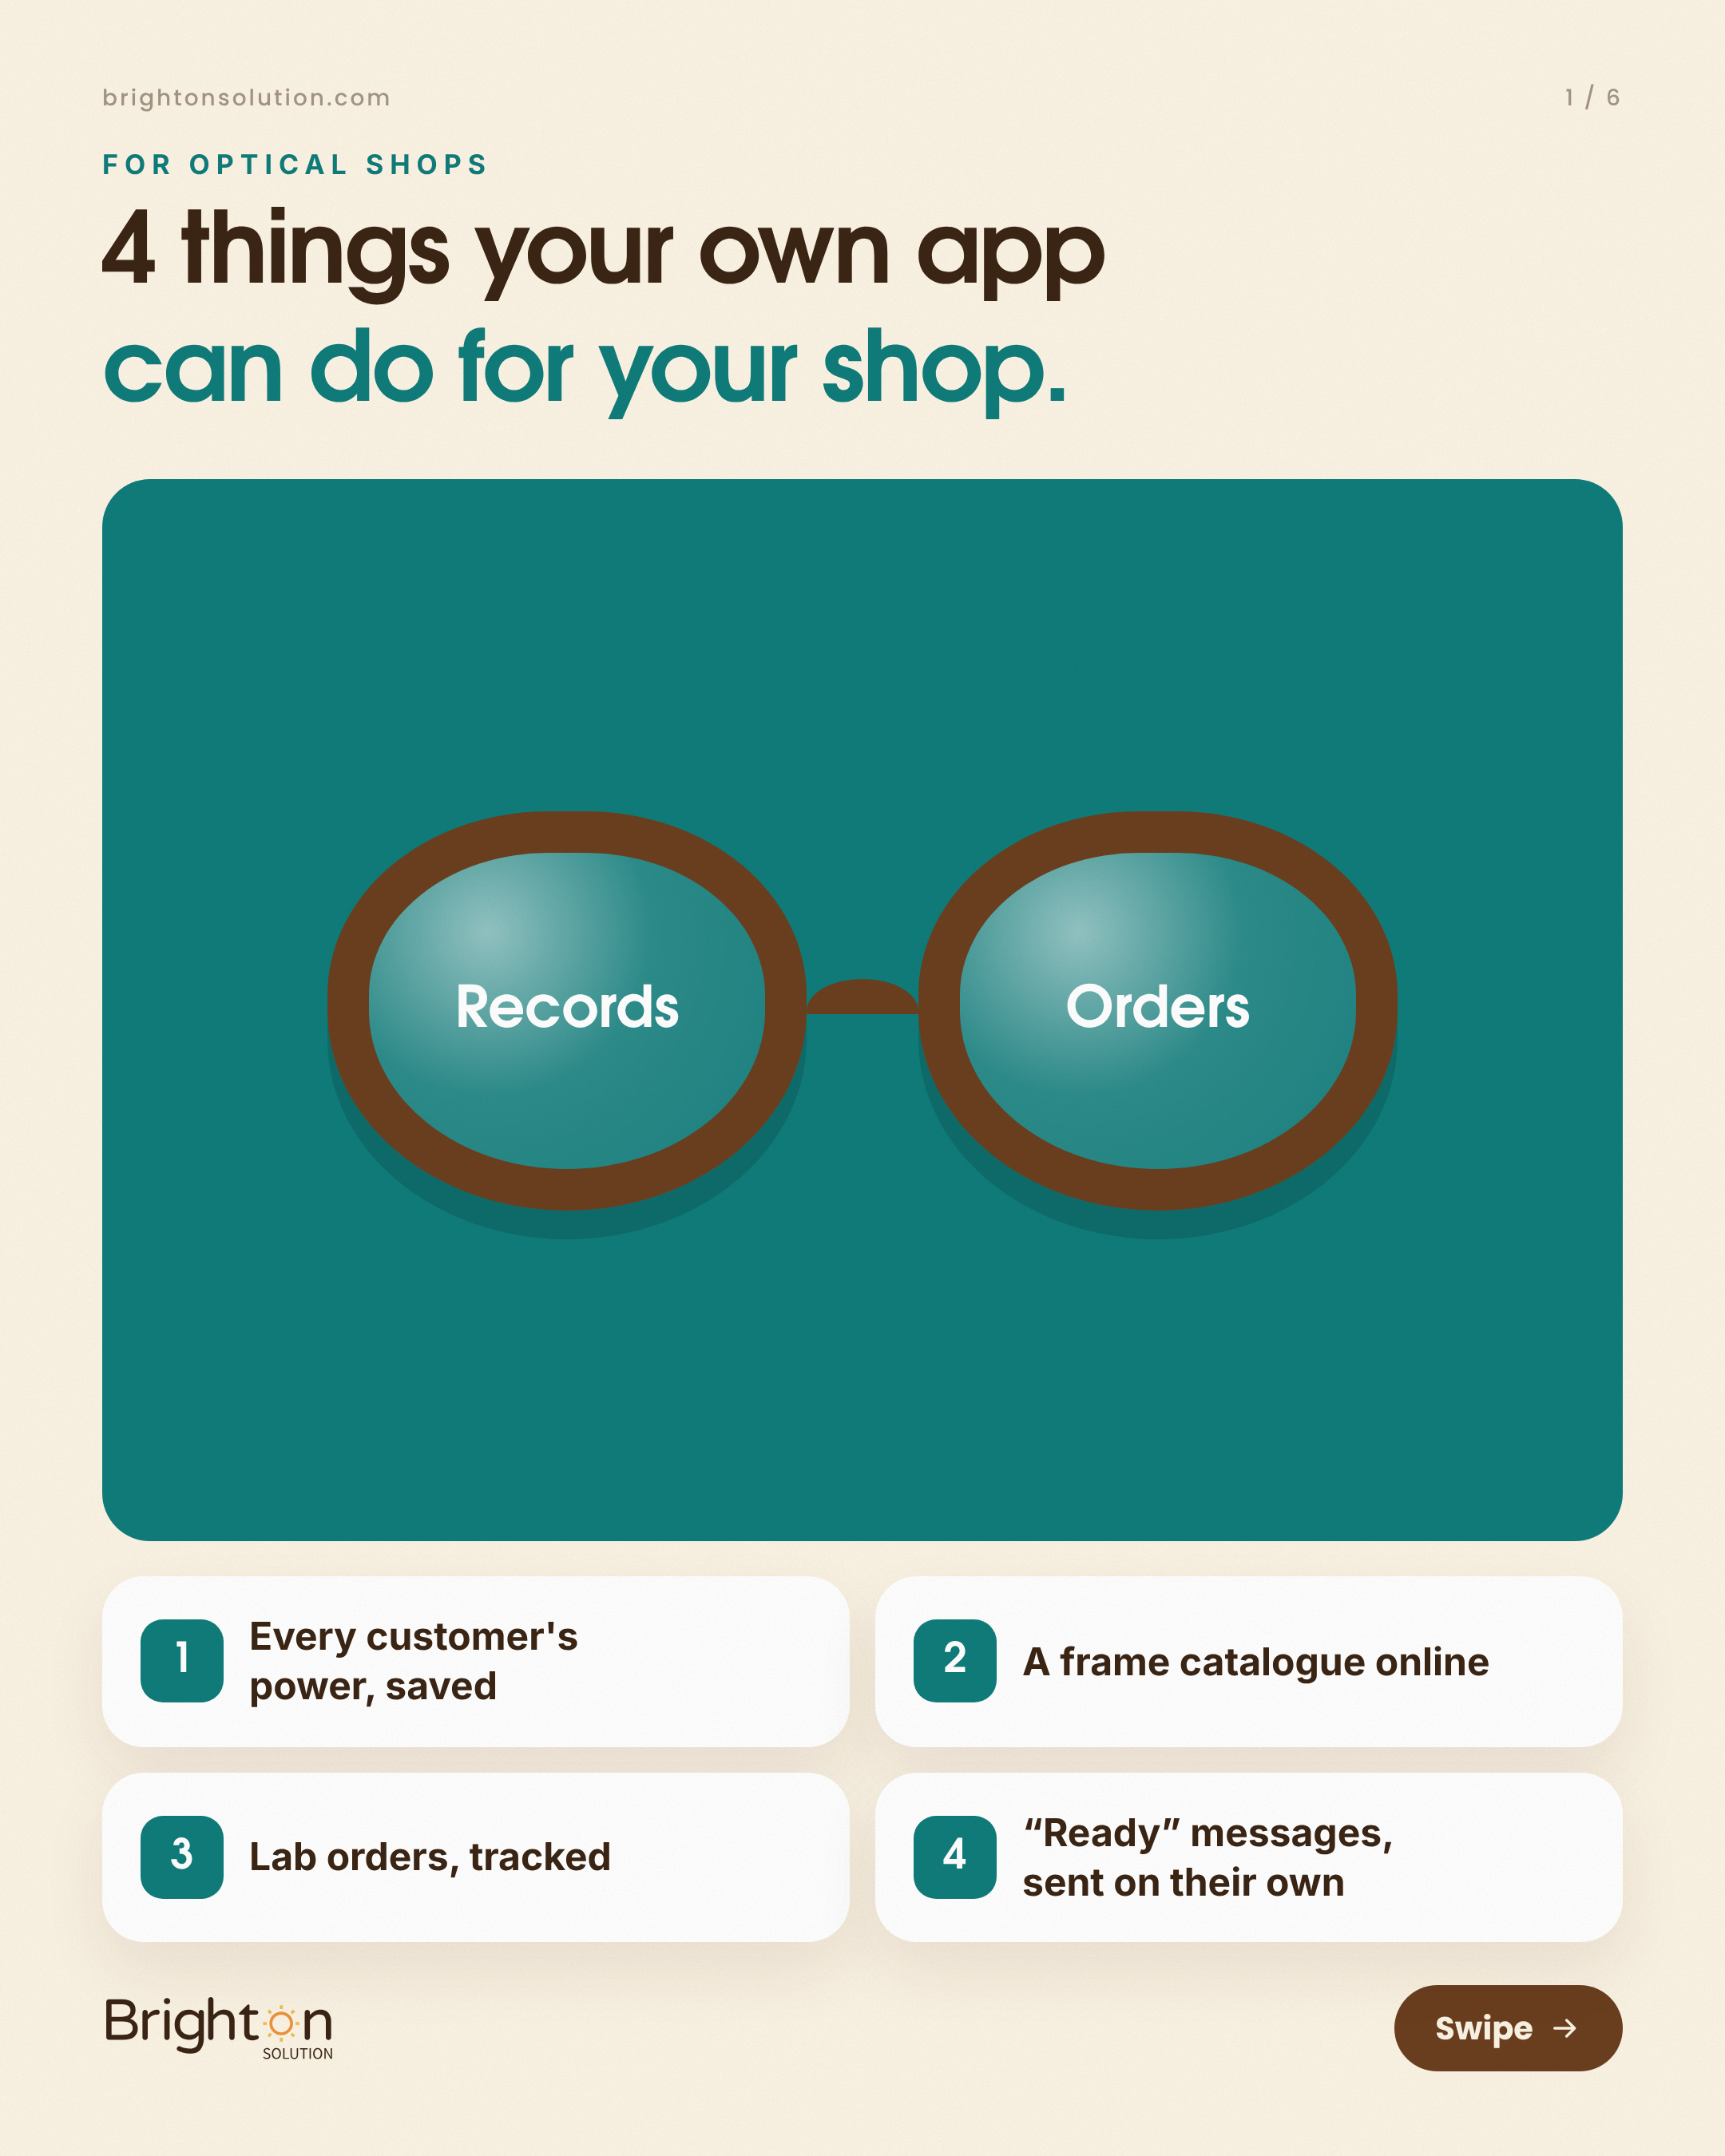 brightonsolution.com
1 / 6
FOR OPTICAL SHOPS
4 things your own app
can do for your shop.
Records
Orders
1
Every customer's
power, saved
2
A frame catalogue online
3
Lab orders, tracked
4
“Ready” messages,
sent on their own
Brighton
SOLUTION
Swipe →